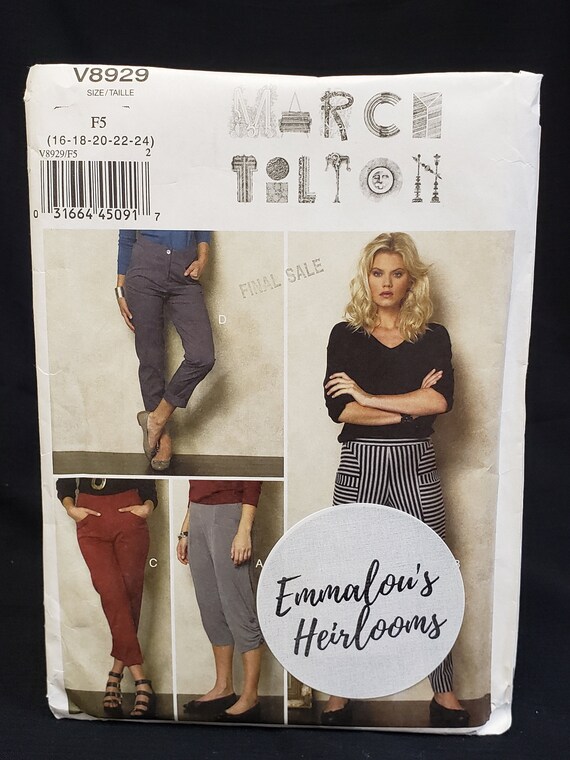 V8929
SIZE/TAILLE
F5
(16-18-20-22-24)
V8929/F5 2
0 31664 45091 7
MARCY
TILTON
FINAL SALE
D
C
A
B
Emmalou's
Heirlooms